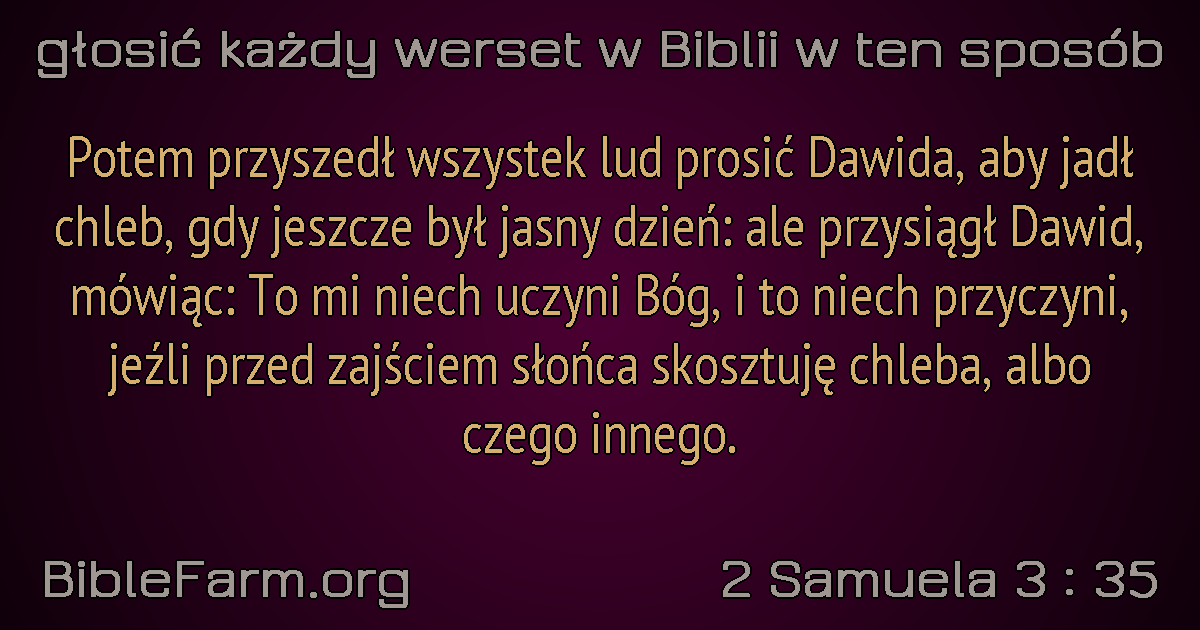 głosić każdy werset w Biblii w ten sposób
Potem przyszedł wszystek lud prosić Dawida, aby jadł
chleb, gdy jeszcze był jasny dzień: ale przysiągł Dawid,
mówiąc: To mi niech uczyni Bóg, i to niech przyczyni,
jeźli przed zajściem słońca skosztuję chleba, albo
czego innego.
BibleFarm.org
2 Samuela 3 : 35